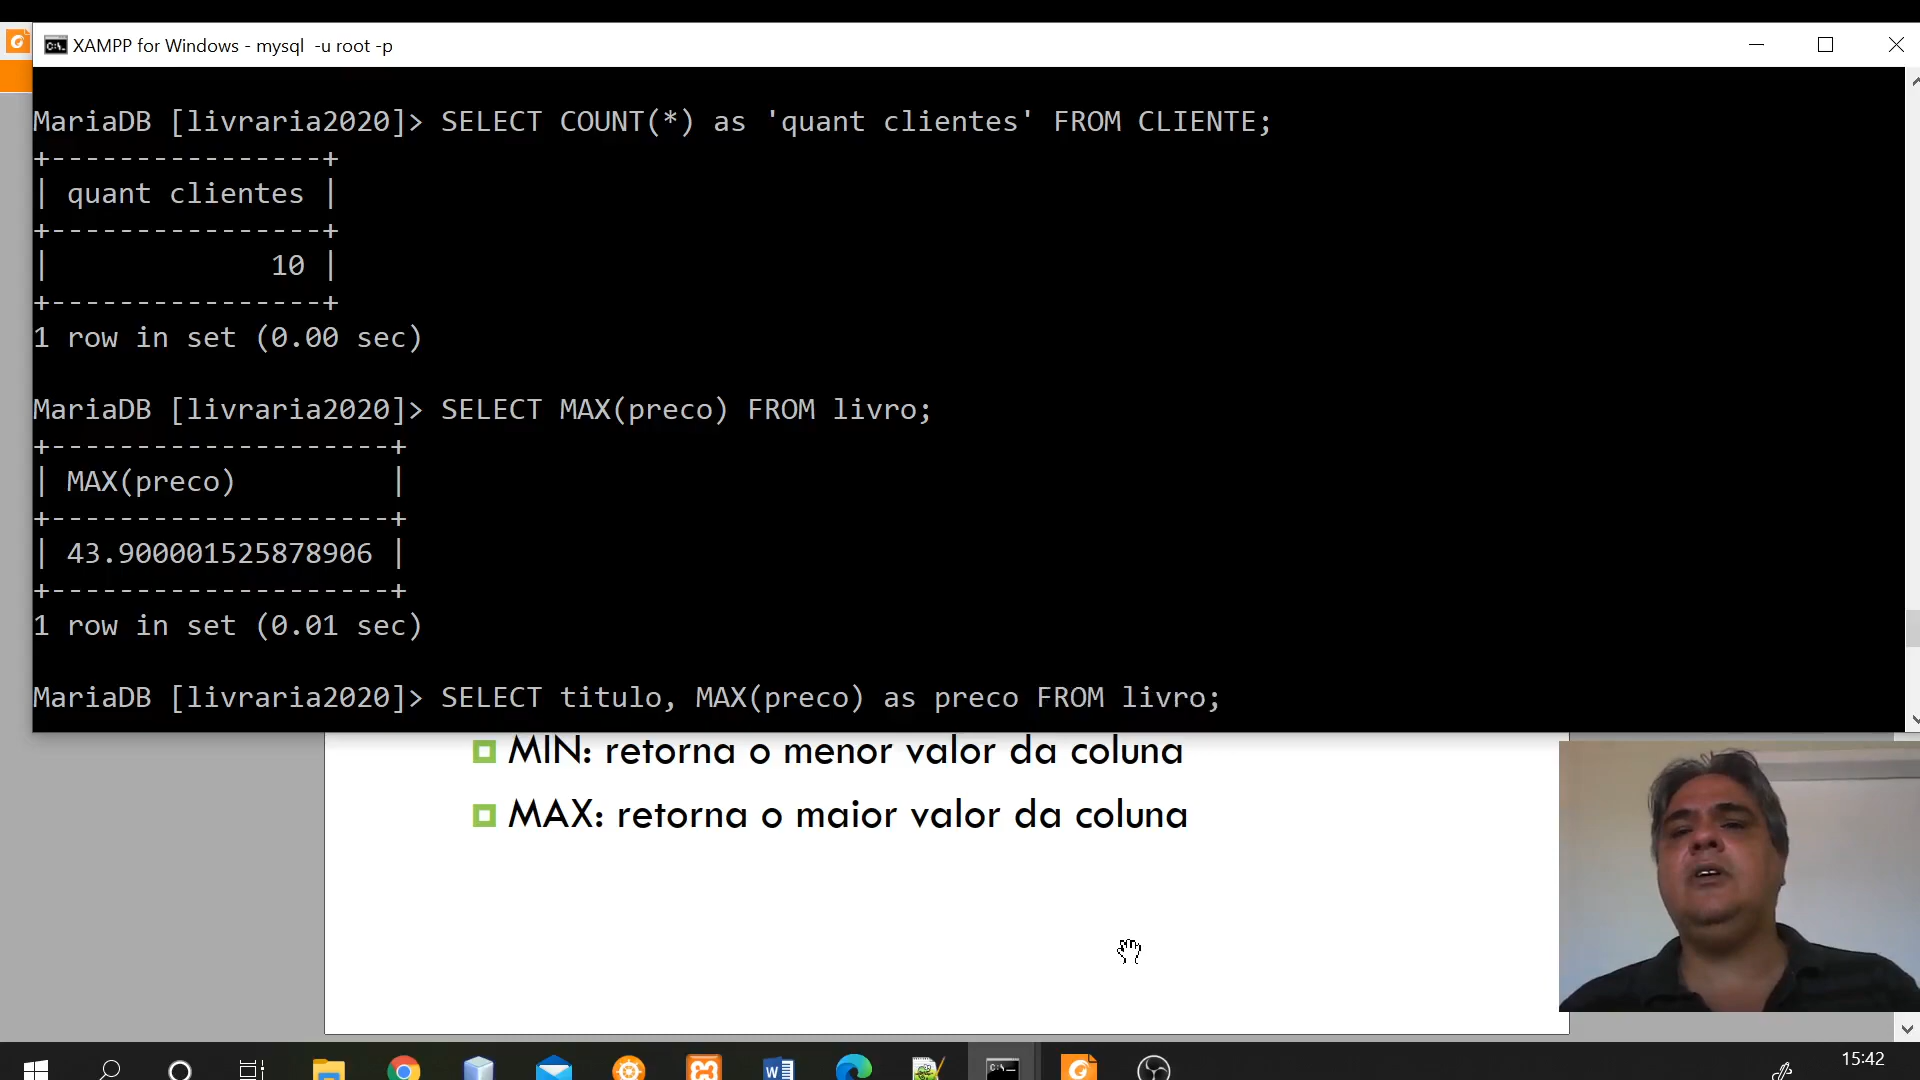 XAMPP for Windows - mysql  -u root -p
MariaDB [livraria2020]> SELECT COUNT(*) as 'quant clientes' FROM CLIENTE;
+----------------+
| quant clientes |
+----------------+
|             10 |
+----------------+
1 row in set (0.00 sec)
MariaDB [livraria2020]> SELECT MAX(preco) FROM livro;
+--------------------+
| MAX(preco)         |
+--------------------+
| 43.900001525878906 |
+--------------------+
1 row in set (0.01 sec)
MariaDB [livraria2020]> SELECT titulo, MAX(preco) as preco FROM livro;
MIN: retorna o menor valor da coluna
MAX: retorna o maior valor da coluna
15:42